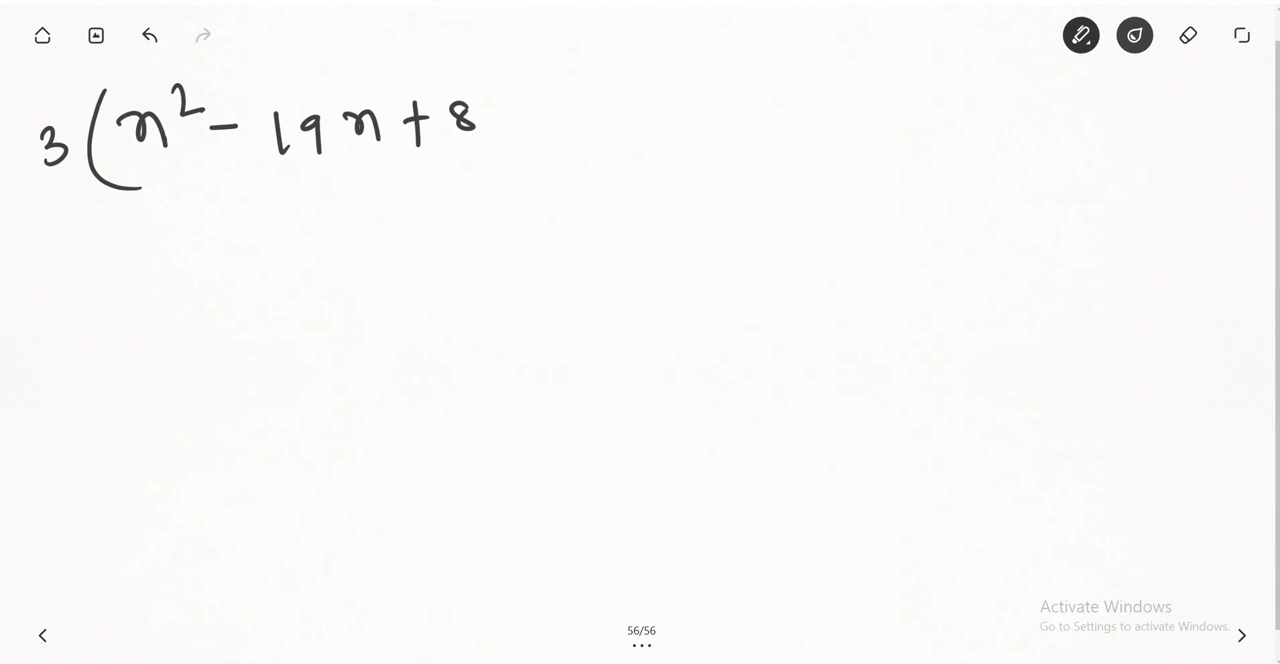 3 (n² - 19n + 8
56/56
Activate Windows
Go to Settings to activate Windows.